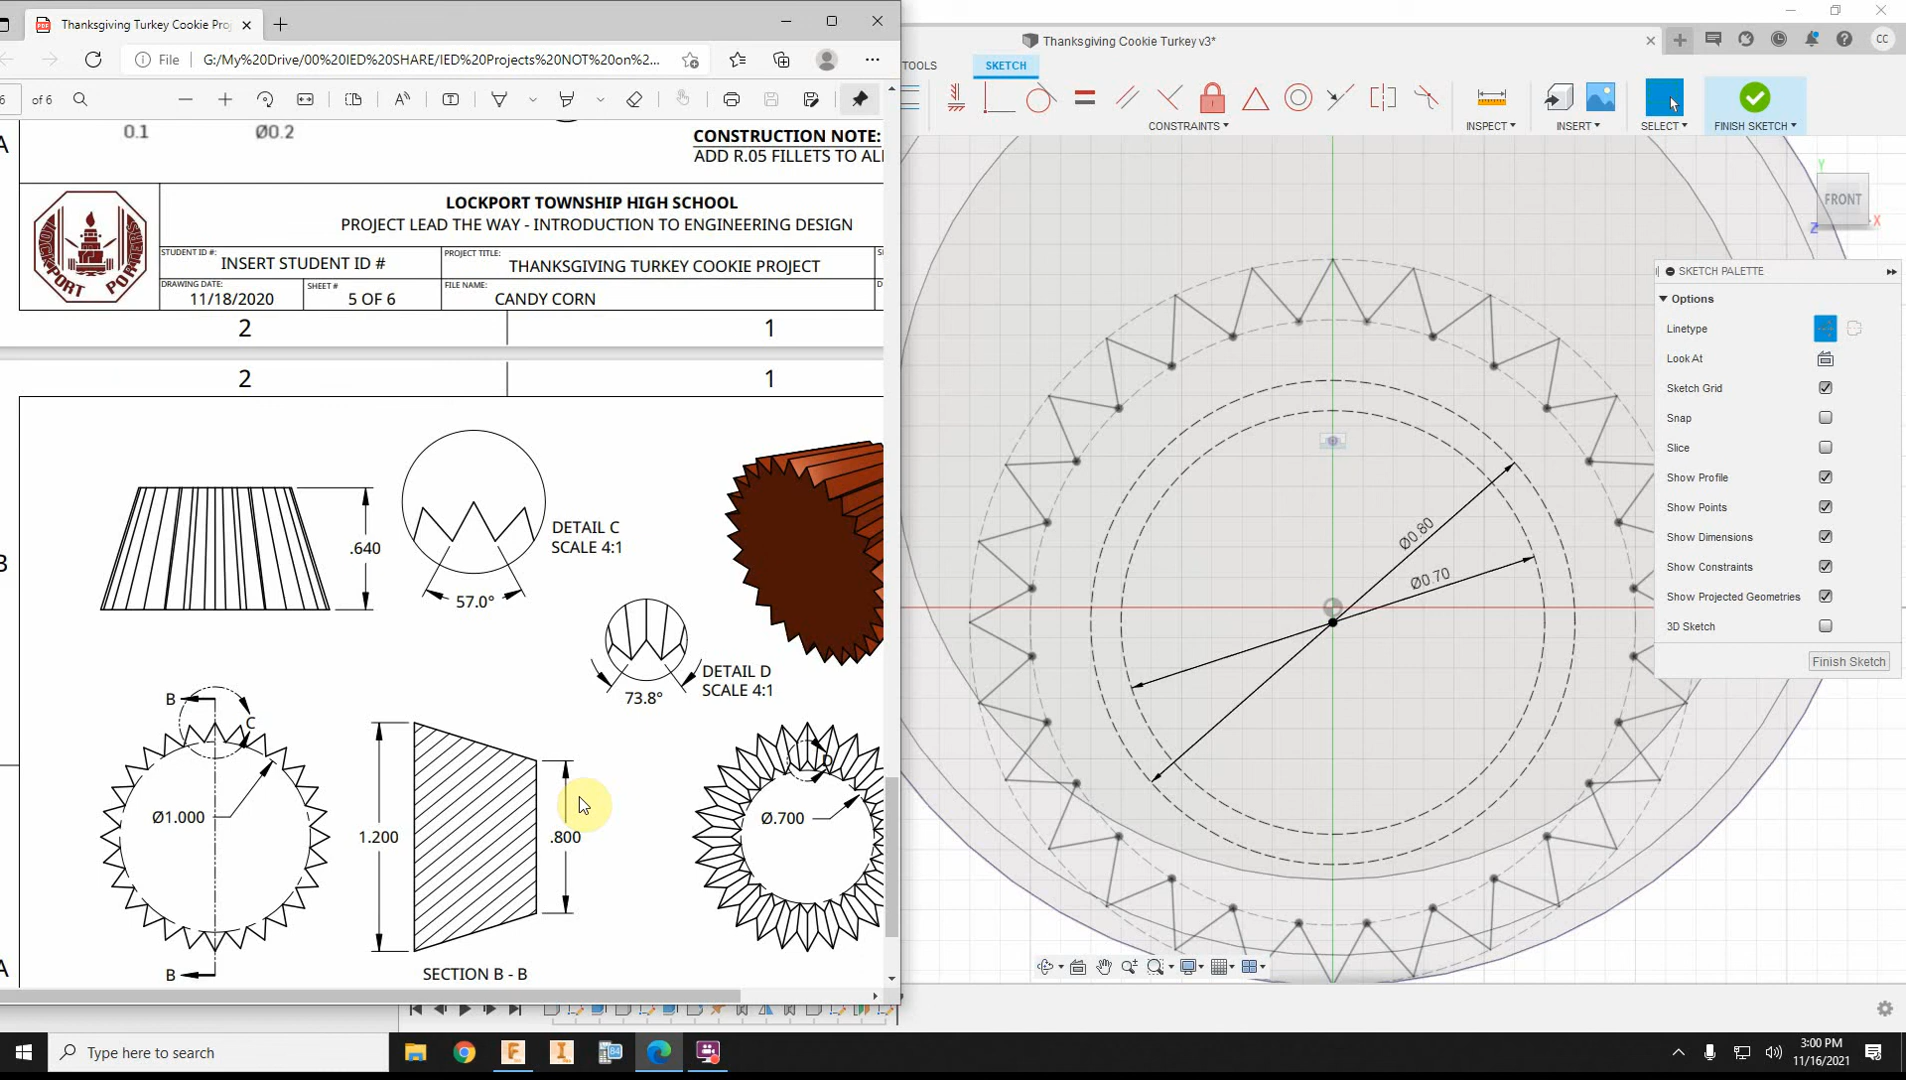 Thanksgiving Turkey Cookie Pro
File
G:/My%20Drive/00%20IED%20SHARE/IED%20Projects%20NOT%20on%2...
6 of 6
0.1
Ø0.2
CONSTRUCTION NOTE:
ADD R.05 FILLETS TO AL
LOCKPORT TOWNSHIP HIGH SCHOOL
PROJECT LEAD THE WAY - INTRODUCTION TO ENGINEERING DESIGN
STUDENT ID #:
INSERT STUDENT ID #
PROJECT TITLE:
THANKSGIVING TURKEY COOKIE PROJECT
DRAWING DATE:
11/18/2020
SHEET #
5 OF 6
FILE NAME:
CANDY CORN
LOCKPORT PORTERS
A
2
1
2
1
B
.640
DETAIL C
SCALE 4:1
57.0°
DETAIL D
SCALE 4:1
73.8°
B
C
D
Ø1.000
1.200
.800
Ø.700
A
B
SECTION B - B
Thanksgiving Cookie Turkey v3*
CC
TOOLS
SKETCH
CONSTRAINTS
INSPECT
INSERT
SELECT
FINISH SKETCH
Y
FRONT
X
Z
SKETCH PALETTE
Options
Linetype
Look At
Sketch Grid
Snap
Slice
Show Profile
Show Points
Show Dimensions
Show Constraints
Show Projected Geometries
3D Sketch
Finish Sketch
Ø0.80
Ø0.70
Type here to search
3:00 PM
11/16/2021